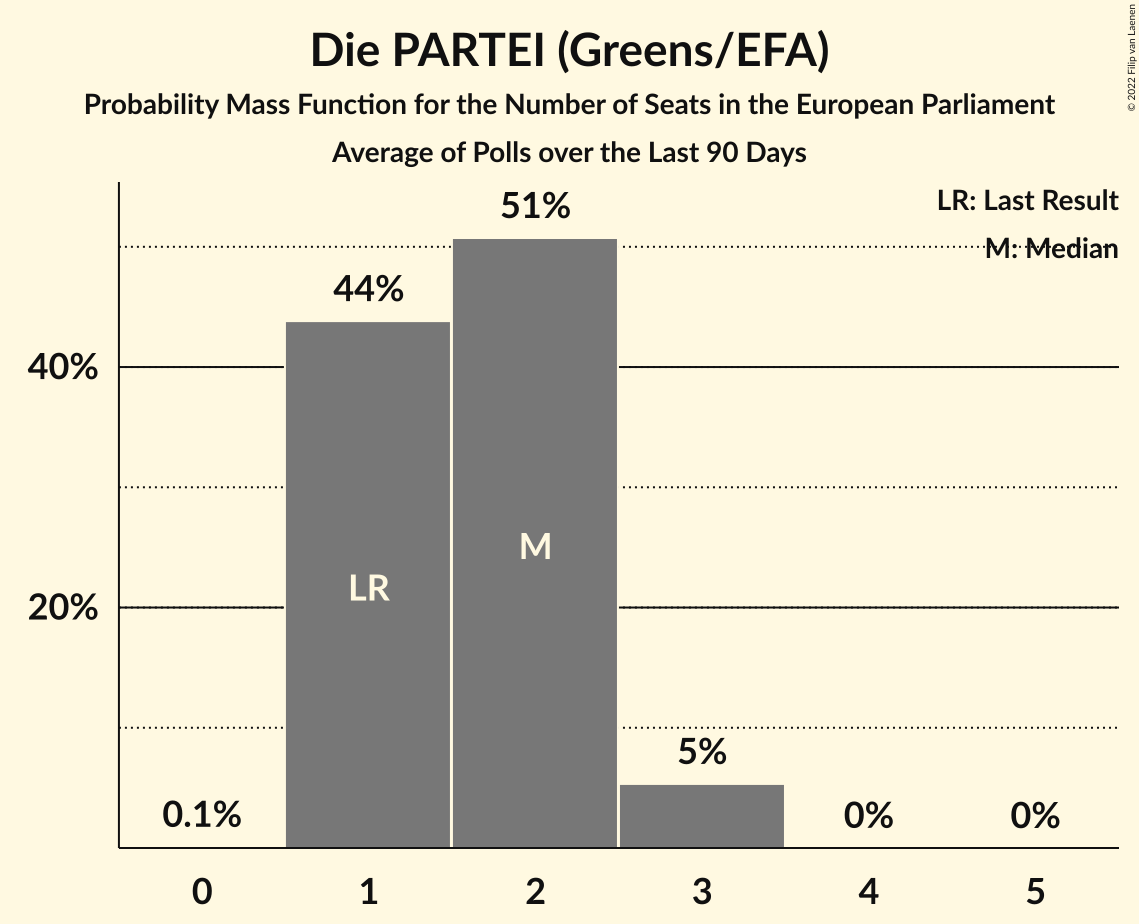 Die PARTEI (Greens/EFA)
Probability Mass Function for the Number of Seats in the European Parliament
Average of Polls over the Last 90 Days
© 2022 Filip van Laenen
LR: Last Result
M: Median
51%
44%
40%
M
LR
20%
5%
0.1%
0%
0%
0
1
2
3
4
5